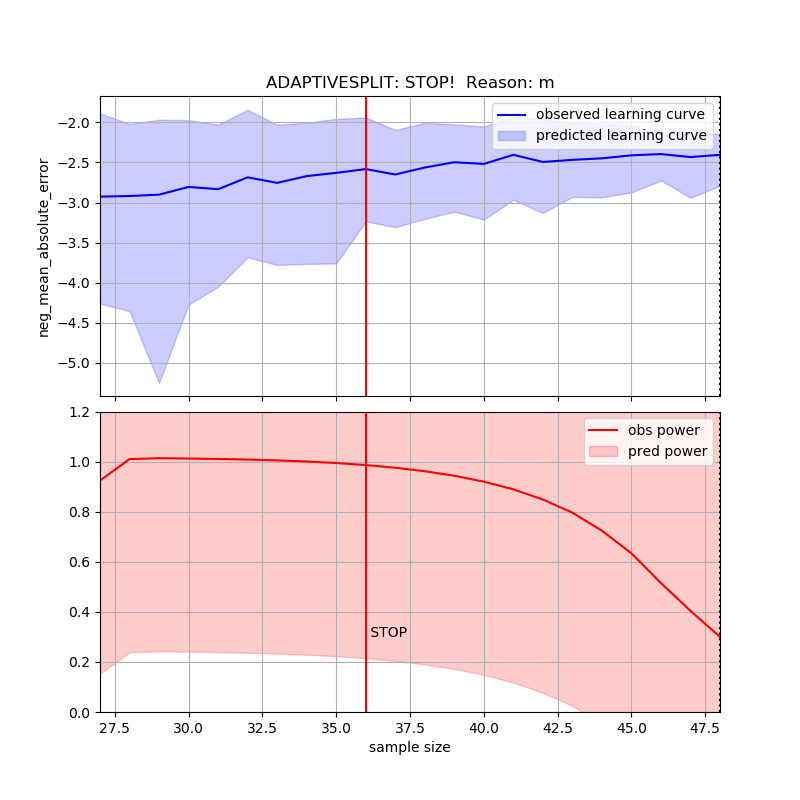 ADAPTIVESPLIT: STOP!  Reason: m
observed learning curve
predicted learning curve
neg_mean_absolute_error
−2.0
−2.5
−3.0
−3.5
−4.0
−4.5
−5.0
1.2
1.0
0.8
0.6
0.4
0.2
0.0
obs power
pred power
STOP
27.5 30.0 32.5 35.0 37.5 40.0 42.5 45.0 47.5
sample size